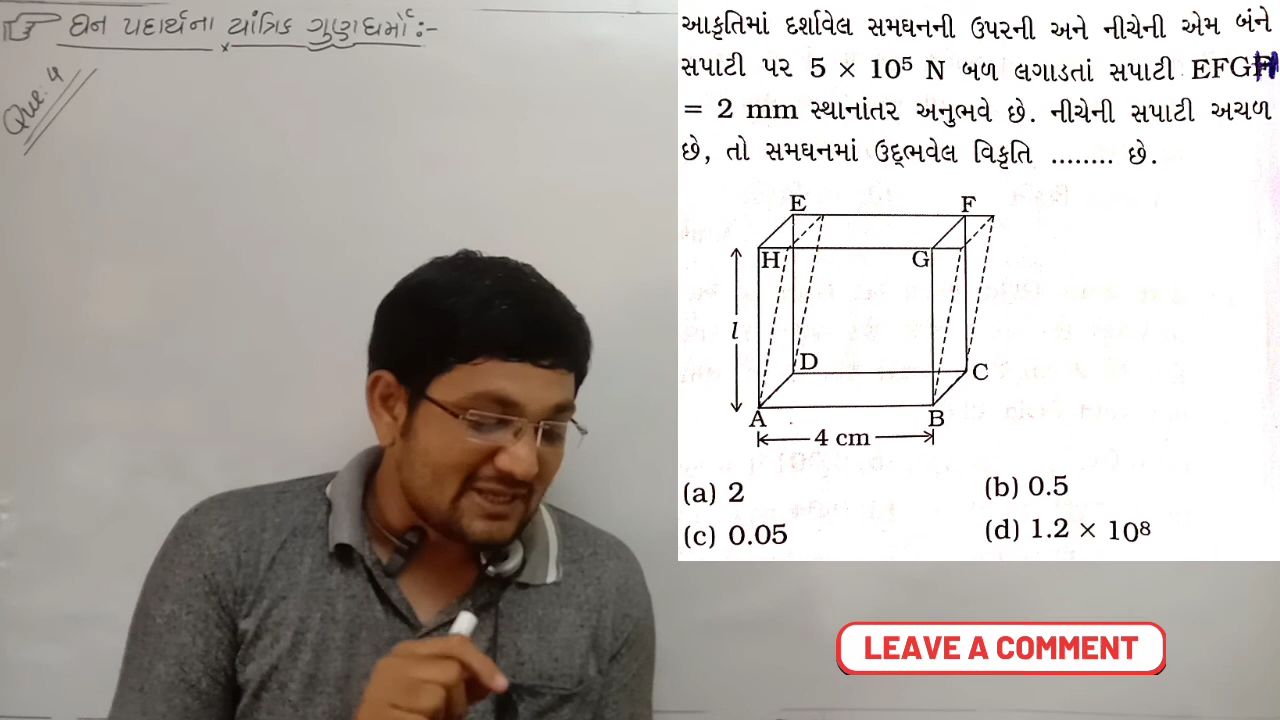 ઘન પદાર્થના યાંત્રિક ગુણધર્મો:-
Que. 4
આકૃતિમાં દર્શાવેલ સમઘનની ઉપરની અને નીચેની એમ બંને
સપાટી પર 5 × 10⁵ N બળ લગાડતાં સપાટી EFGH
= 2 mm સ્થાનાંતર અનુભવે છે. નીચેની સપાટી અચળ
છે, તો સમઘનમાં ઉદ્ભવેલ વિકૃતિ ........ છે.
E F
H G
l
D C
A B
4 cm
(a) 2 (b) 0.5
(c) 0.05 (d) 1.2 × 10⁸
LEAVE A COMMENT